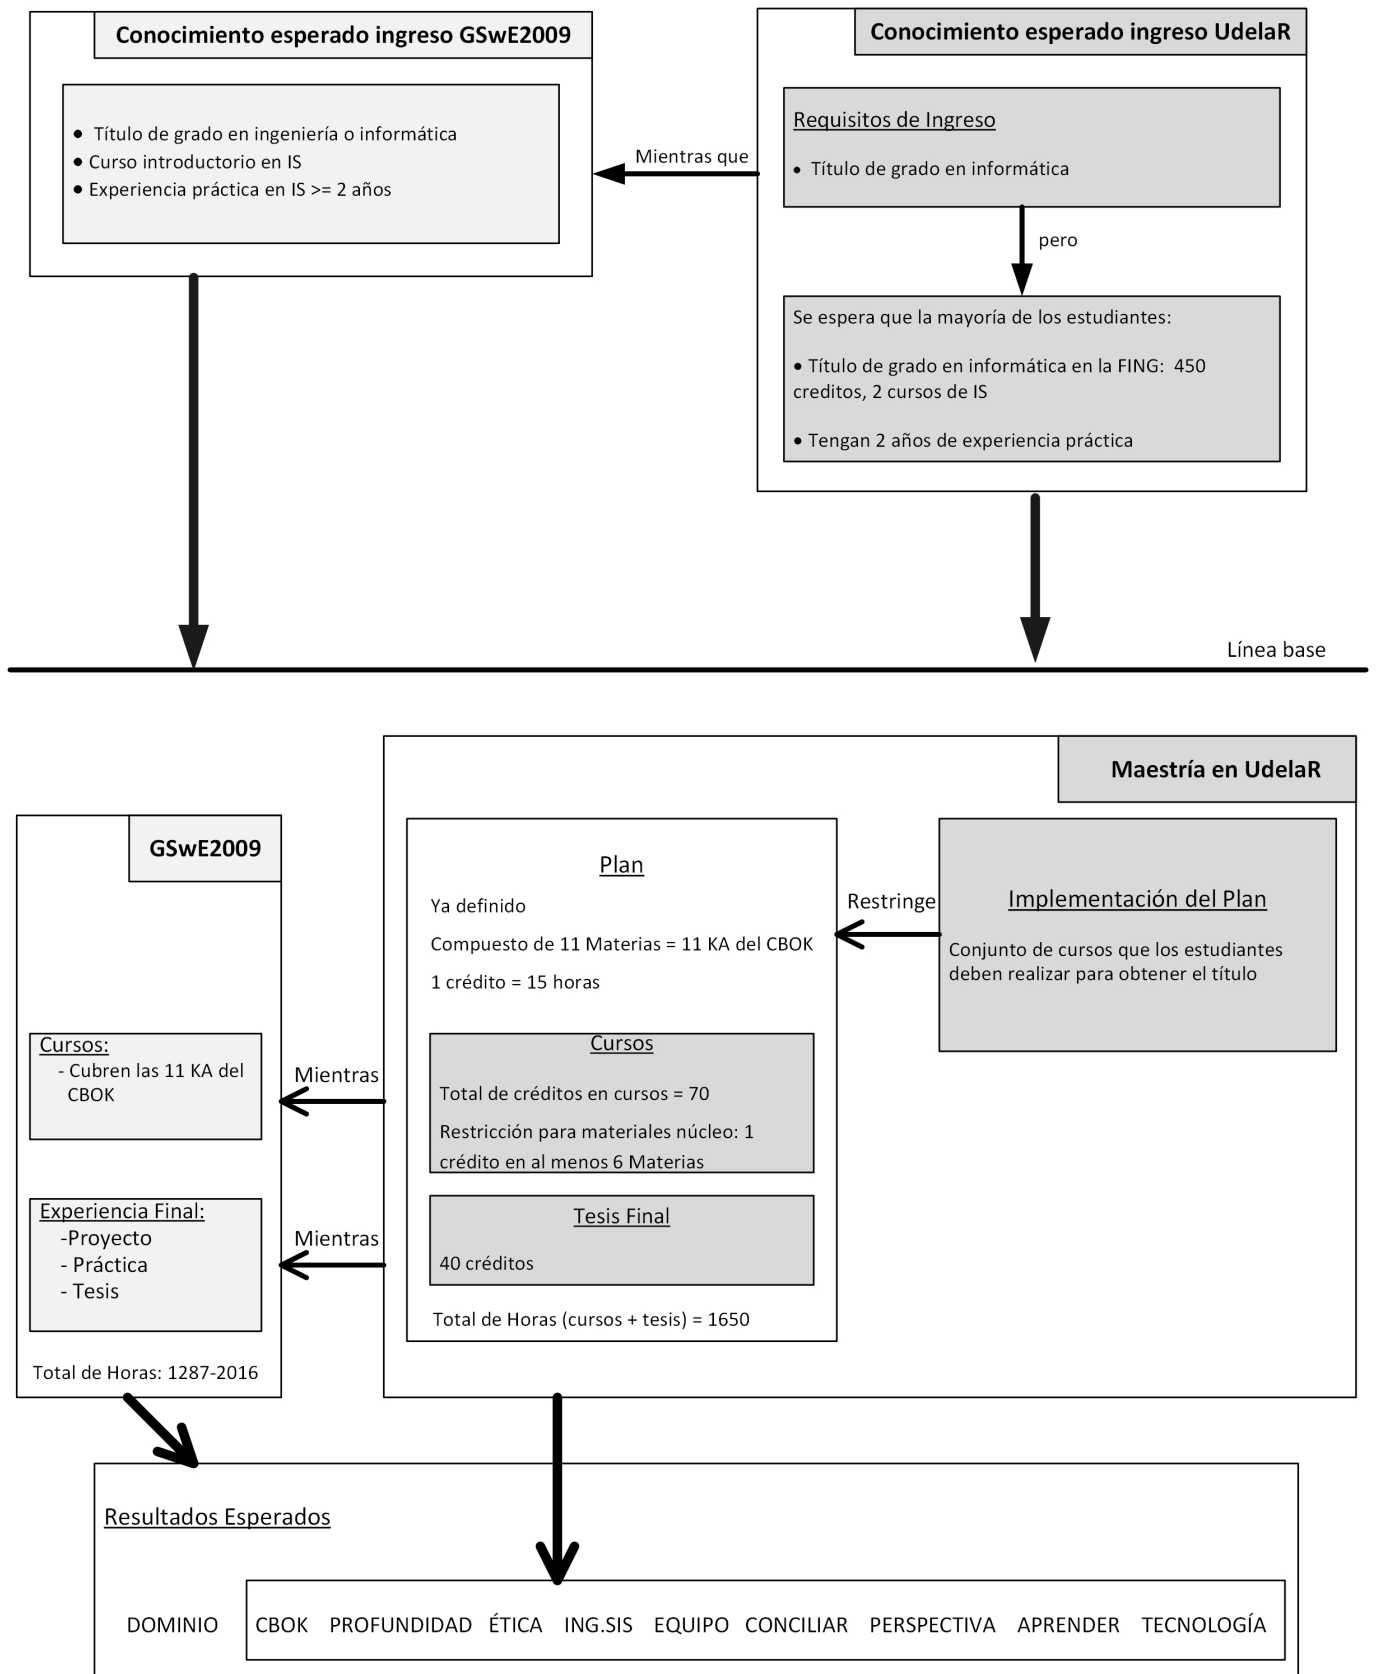 Conocimiento esperado ingreso GSwE2009
• Título de grado en ingeniería o informática
• Curso introductorio en IS
• Experiencia práctica en IS >= 2 años
Mientras que
Conocimiento esperado ingreso UdelaR
Requisitos de Ingreso
• Título de grado en informática
pero
Se espera que la mayoría de los estudiantes:
• Título de grado en informática en la FING: 450
creditos, 2 cursos de IS
• Tengan 2 años de experiencia práctica
Línea base
Maestría en UdelaR
GSwE2009
Plan
Ya definido
Compuesto de 11 Materias = 11 KA del CBOK
1 crédito = 15 horas
Restringe
Implementación del Plan
Conjunto de cursos que los estudiantes
deben realizar para obtener el título
Cursos:
- Cubren las 11 KA del
CBOK
Mientras
Cursos
Total de créditos en cursos = 70
Restricción para materiales núcleo: 1
crédito en al menos 6 Materias
Experiencia Final:
-Proyecto
- Práctica
- Tesis
Mientras
Tesis Final
40 créditos
Total de Horas (cursos + tesis) = 1650
Total de Horas: 1287-2016
Resultados Esperados
DOMINIO CBOK PROFUNDIDAD ÉTICA ING.SIS EQUIPO CONCILIAR PERSPECTIVA APRENDER TECNOLOGÍA